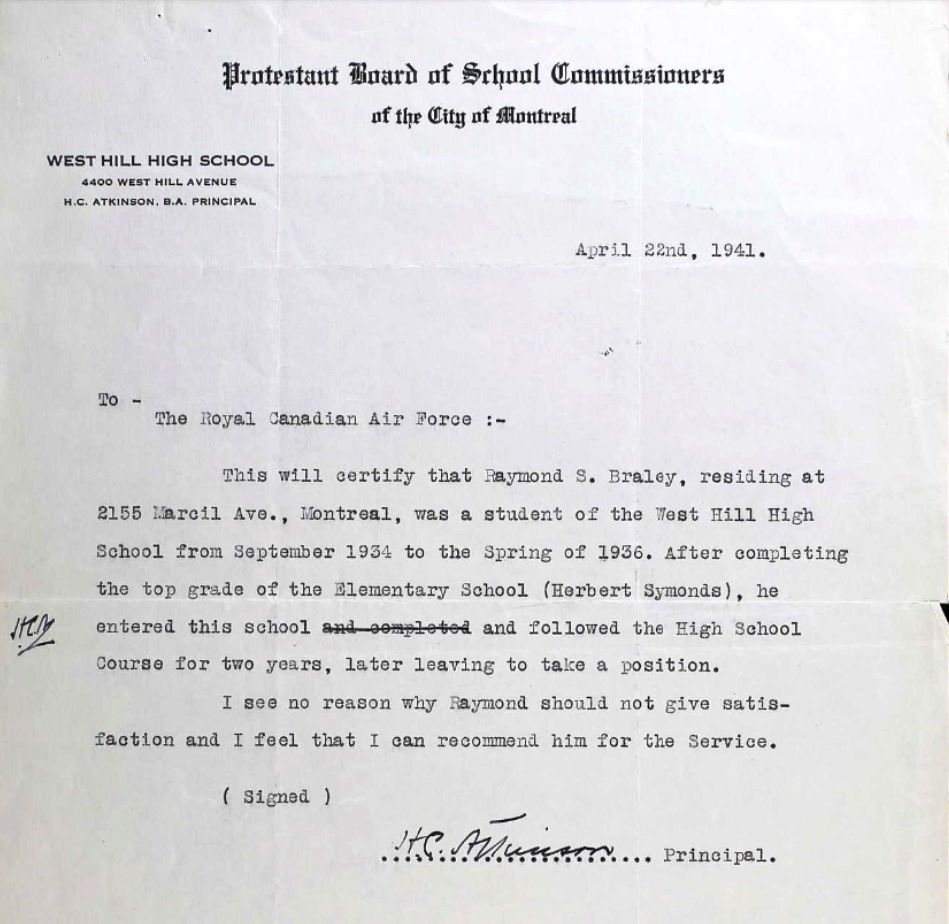 Protestant Board of School Commissioners
of the City of Montreal
WEST HILL HIGH SCHOOL
4400 WEST HILL AVENUE
H.C. ATKINSON, B.A. PRINCIPAL
April 22nd, 1941.
To -
The Royal Canadian Air Force :-
This will certify that Raymond S. Braley, residing at
2155 Marcil Ave., Montreal, was a student of the West Hill High
School from September 1934 to the Spring of 1936. After completing
the top grade of the Elementary School (Herbert Symonds), he
entered this school and completed and followed the High School
Course for two years, later leaving to take a position.
I see no reason why Raymond should not give satis-
faction and I feel that I can recommend him for the Service.
( Signed )
H.C. Atkinson Principal.